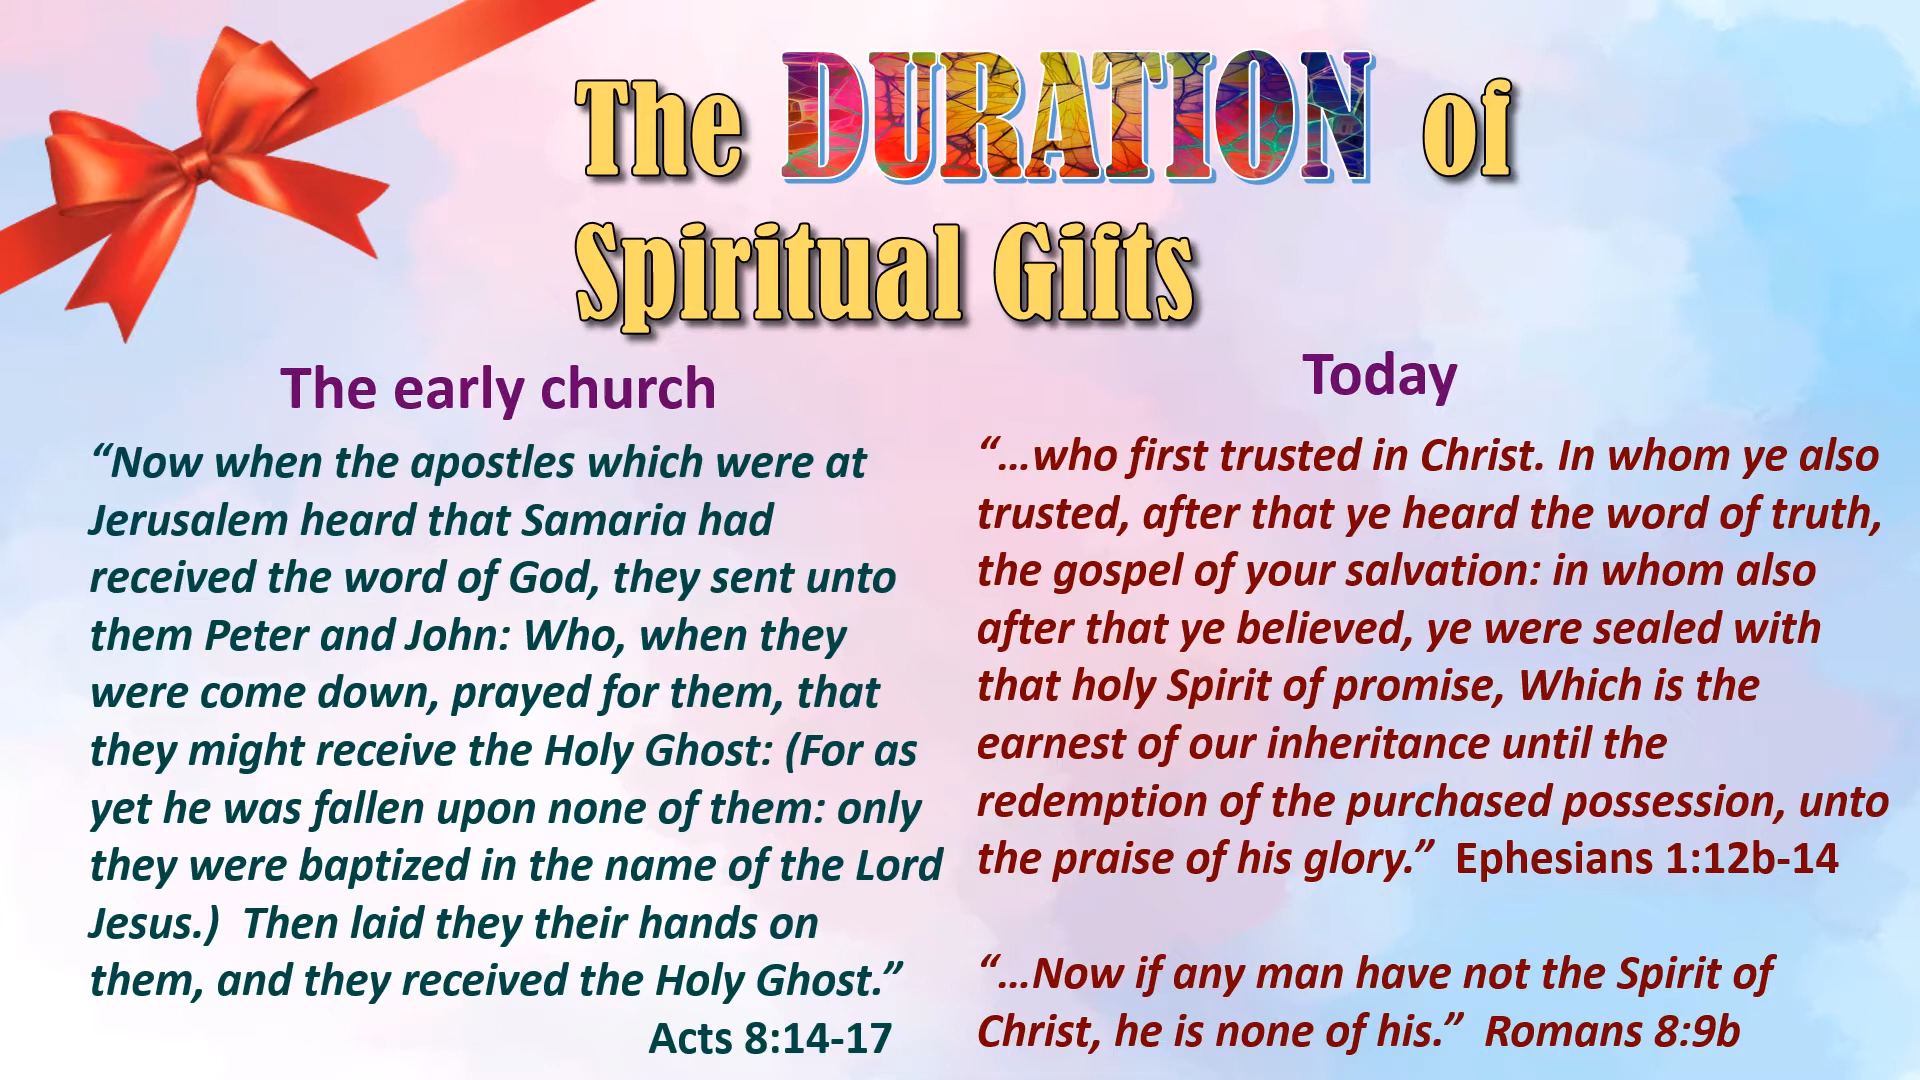 The DURATION of
Spiritual Gifts
The early church
“Now when the apostles which were at
Jerusalem heard that Samaria had
received the word of God, they sent unto
them Peter and John: Who, when they
were come down, prayed for them, that
they might receive the Holy Ghost: (For as
yet he was fallen upon none of them: only
they were baptized in the name of the Lord
Jesus.)  Then laid they their hands on
them, and they received the Holy Ghost.”
Acts 8:14-17
Today
“…who first trusted in Christ. In whom ye also
trusted, after that ye heard the word of truth,
the gospel of your salvation: in whom also
after that ye believed, ye were sealed with
that holy Spirit of promise, Which is the
earnest of our inheritance until the
redemption of the purchased possession, unto
the praise of his glory.”  Ephesians 1:12b-14
“…Now if any man have not the Spirit of
Christ, he is none of his.”  Romans 8:9b